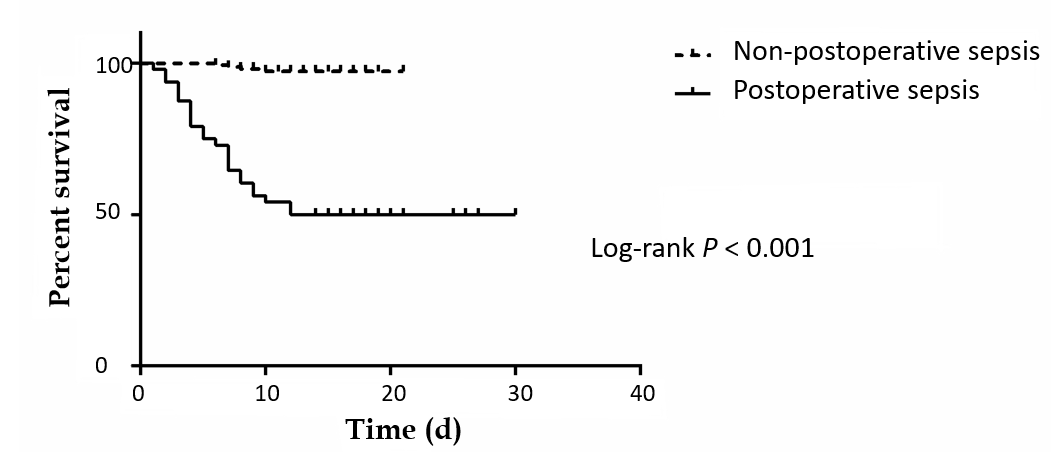 Non-postoperative sepsis
Postoperative sepsis
100
50
0
Percent survival
Log-rank P < 0.001
0 10 20 30 40
Time (d)